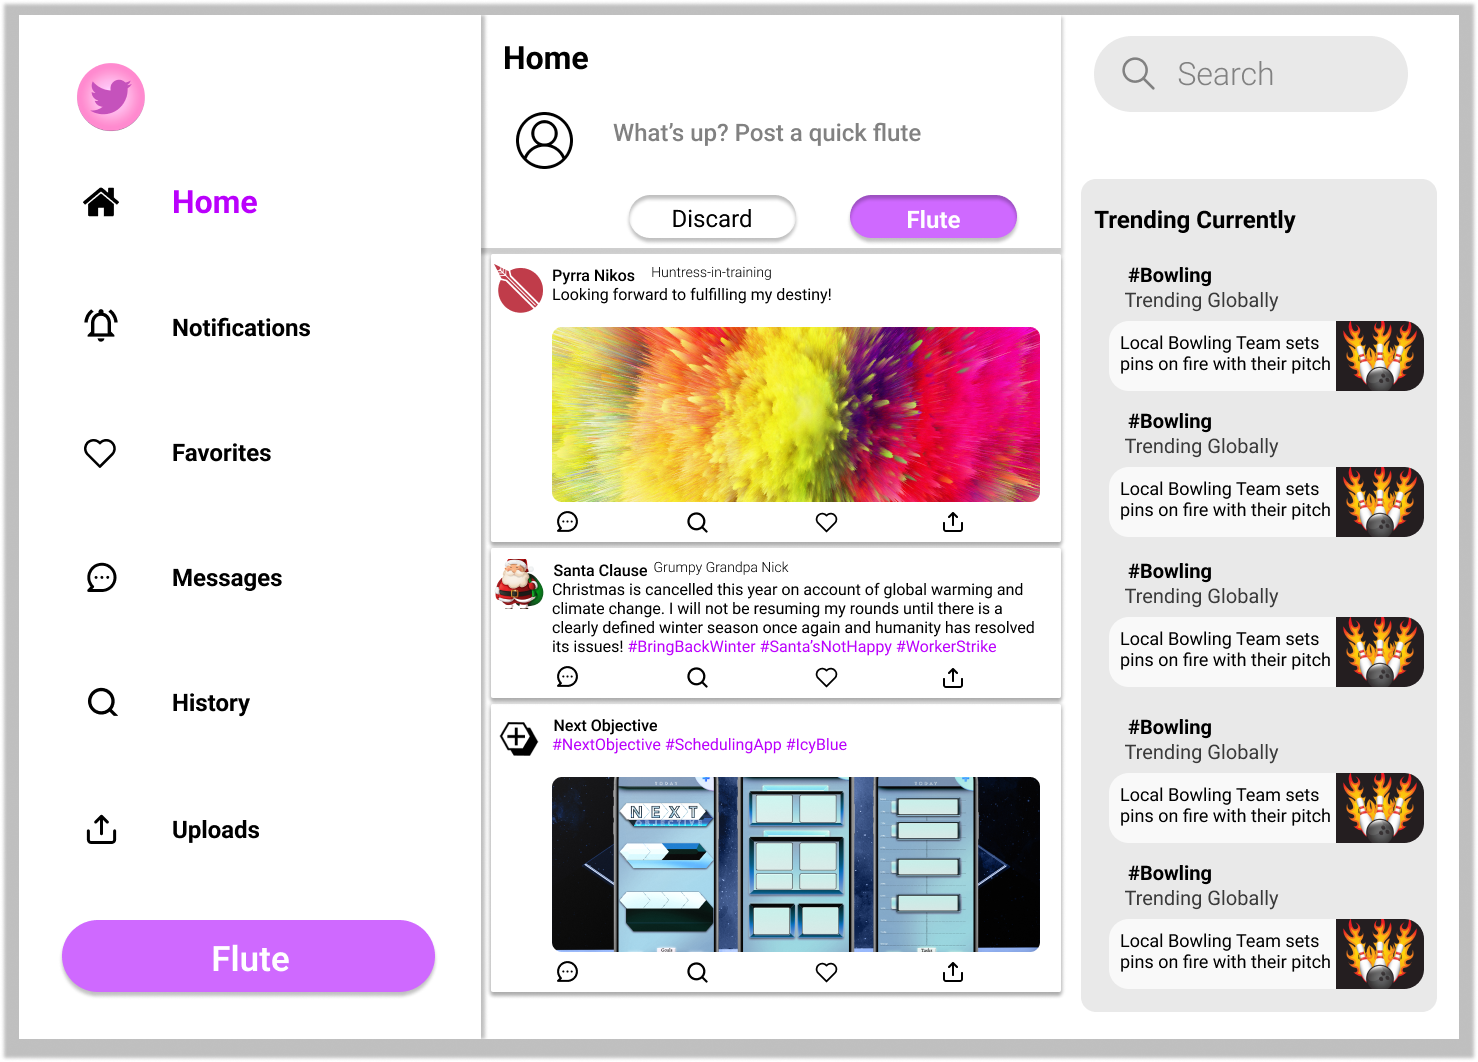 Home
Notifications
Favorites
Messages
History
Uploads
Flute
Home
What's up? Post a quick flute
Discard
Flute
Pyrra Nikos Huntress-in-training
Looking forward to fulfilling my destiny!
Santa Clause Grumpy Grandpa Nick
Christmas is cancelled this year on account of global warming and
climate change. I will not be resuming my rounds until there is a
clearly defined winter season once again and humanity has resolved
its issues! #BringBackWinter #Santa'sNotHappy #WorkerStrike
Next Objective
#NextObjective #SchedulingApp #IcyBlue
TODAY
TODAY
NEXT
OBJECTIVE
Goals
Tasks
Search
Trending Currently
#Bowling
Trending Globally
Local Bowling Team sets
pins on fire with their pitch
#Bowling
Trending Globally
Local Bowling Team sets
pins on fire with their pitch
#Bowling
Trending Globally
Local Bowling Team sets
pins on fire with their pitch
#Bowling
Trending Globally
Local Bowling Team sets
pins on fire with their pitch
#Bowling
Trending Globally
Local Bowling Team sets
pins on fire with their pitch